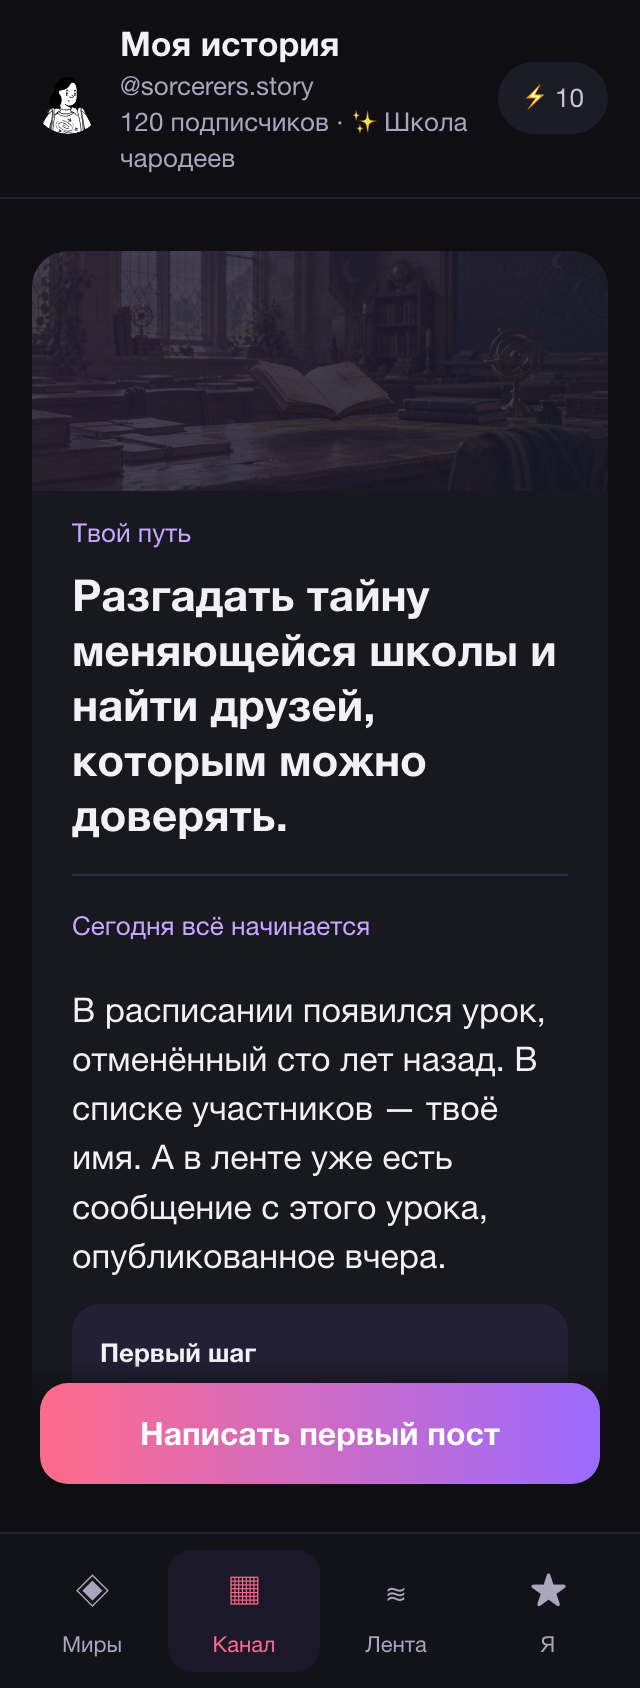 Моя история
@sorcerers.story
120 подписчиков · ✨ Школа
чародеев
⚡ 10
Твой путь
Разгадать тайну
меняющейся школы и
найти друзей,
которым можно
доверять.
Сегодня всё начинается
В расписании появился урок,
отменённый сто лет назад. В
списке участников — твоё
имя. А в ленте уже есть
сообщение с этого урока,
опубликованное вчера.
Первый шаг
Написать первый пост
Миры
Канал
Лента
Я